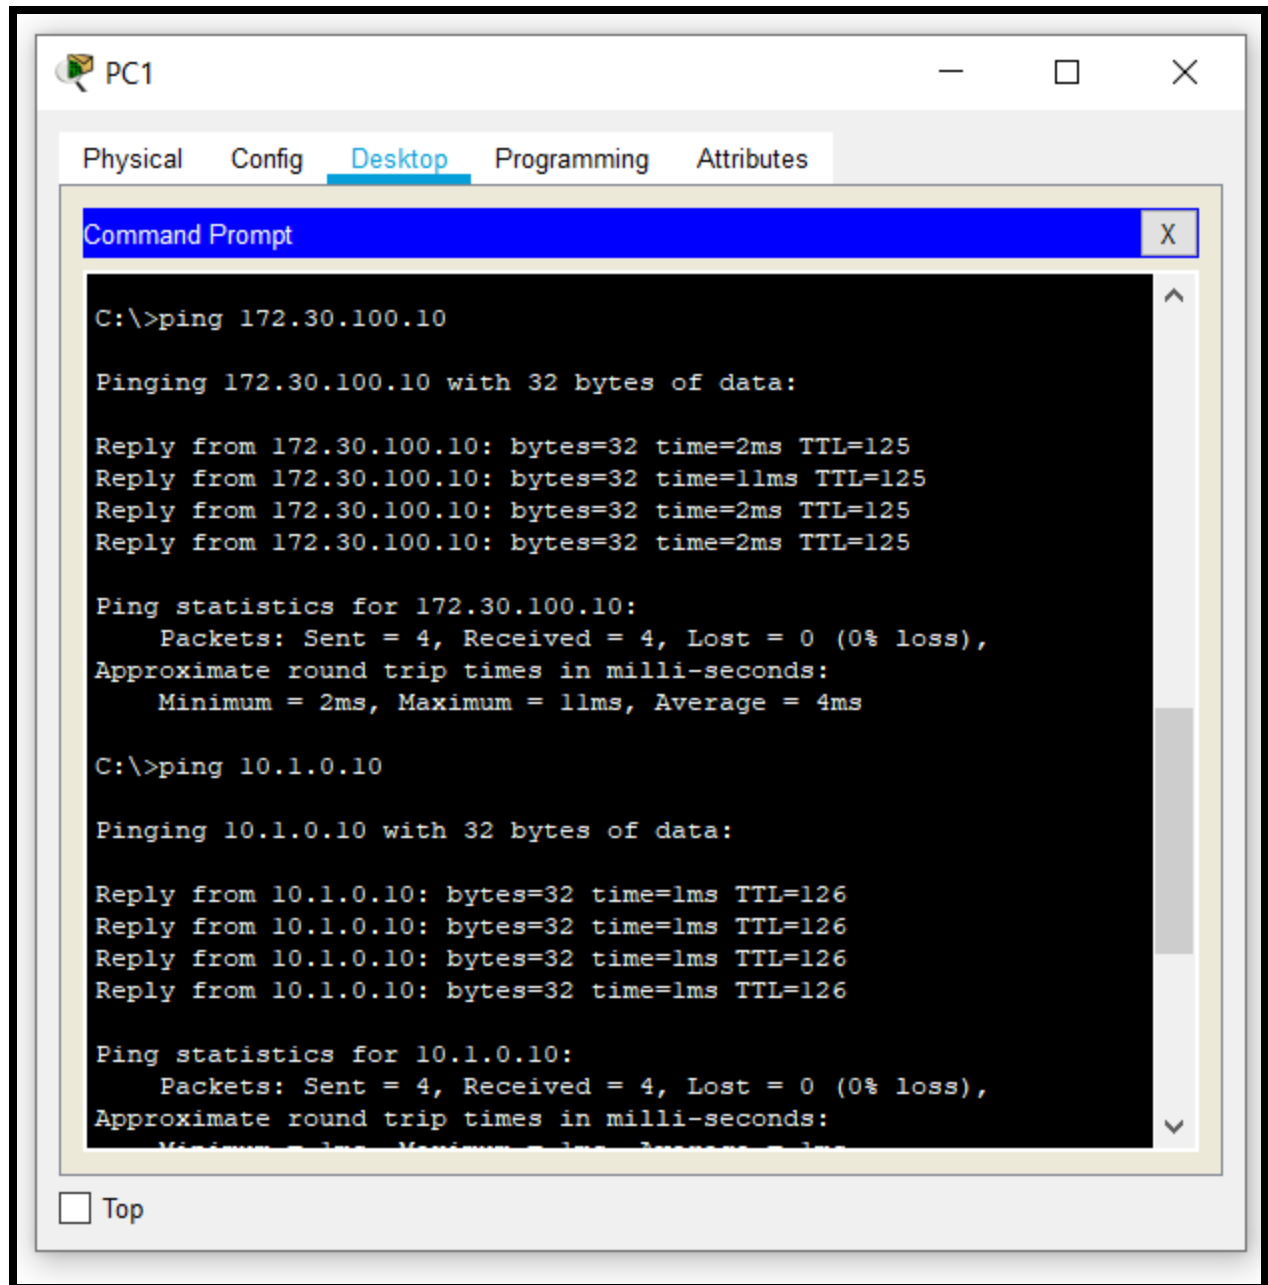 PC1
Physical Config Desktop Programming Attributes
Command Prompt X
C:\>ping 172.30.100.10
Pinging 172.30.100.10 with 32 bytes of data:
Reply from 172.30.100.10: bytes=32 time=2ms TTL=125
Reply from 172.30.100.10: bytes=32 time=11ms TTL=125
Reply from 172.30.100.10: bytes=32 time=2ms TTL=125
Reply from 172.30.100.10: bytes=32 time=2ms TTL=125
Ping statistics for 172.30.100.10:
Packets: Sent = 4, Received = 4, Lost = 0 (0% loss),
Approximate round trip times in milli-seconds:
Minimum = 2ms, Maximum = 11ms, Average = 4ms
C:\>ping 10.1.0.10
Pinging 10.1.0.10 with 32 bytes of data:
Reply from 10.1.0.10: bytes=32 time=1ms TTL=126
Reply from 10.1.0.10: bytes=32 time=1ms TTL=126
Reply from 10.1.0.10: bytes=32 time=1ms TTL=126
Reply from 10.1.0.10: bytes=32 time=1ms TTL=126
Ping statistics for 10.1.0.10:
Packets: Sent = 4, Received = 4, Lost = 0 (0% loss),
Approximate round trip times in milli-seconds:
Minimum = 1ms, Maximum = 1ms, Average = 1ms
Top